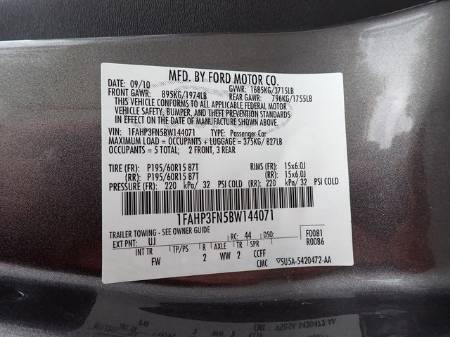 MFD. BY FORD MOTOR CO.
DATE: 09/10 GVWR: 1685KG/3715LB
FRONT GAWR: 895KG/1974LB REAR GAWR: 796KG/1755LB
THIS VEHICLE CONFORMS TO ALL APPLICABLE FEDERAL MOTOR
VEHICLE SAFETY, BUMPER, AND THEFT PREVENTION STANDARDS IN
EFFECT ON THE DATE OF MANUFACTURE SHOWN ABOVE.
VIN: 1FAHP3FN5BW144071 TYPE: Passenger-Car
MAXIMUM LOAD = OCCUPANTS + LUGGAGE = 375KG/827LB
OCCUPANTS = 5 TOTAL: 2 FRONT, 3 REAR
TIRE (FR): P195/60R15 87T RIMS (FR): 15x6.0J
(RR): P195/60R15 87T (RR): 15x6.0J
PRESSURE (FR): 220 kPa/ 32 PSI COLD (RR): 220 kPa/ 32 PSI COLD
1FAHP3FN5BW144071
TRAILER TOWING - SEE OWNER GUIDE
EXT PNT: UJ RC: 44 DSO: F0081
R0086
INT TR TP/PS R AXLE TR SPR
FW 2 WW 2 CCFF
CMC 5U5A-5420472-AA